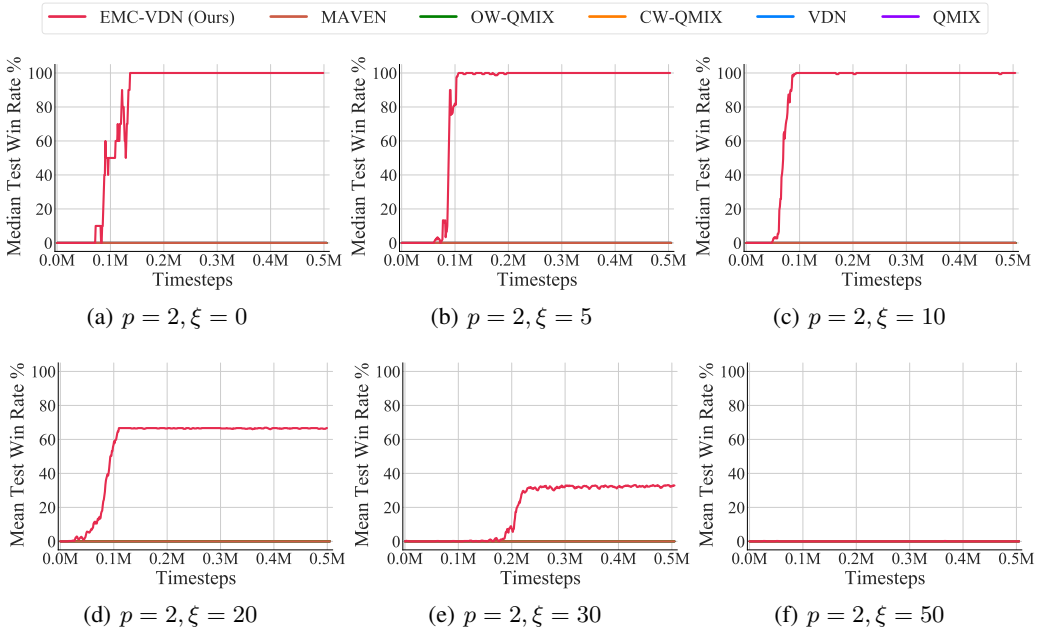 EMC-VDN (Ours) MAVEN OW-QMIX CW-QMIX VDN QMIX
Median Test Win Rate %
100
80
60
40
20
0
0.0M 0.1M 0.2M 0.3M 0.4M 0.5M
Timesteps
(a) p = 2, ξ = 0
Median Test Win Rate %
100
80
60
40
20
0
0.0M 0.1M 0.2M 0.3M 0.4M 0.5M
Timesteps
(b) p = 2, ξ = 5
Median Test Win Rate %
100
80
60
40
20
0
0.0M 0.1M 0.2M 0.3M 0.4M 0.5M
Timesteps
(c) p = 2, ξ = 10
Mean Test Win Rate %
100
80
60
40
20
0
0.0M 0.1M 0.2M 0.3M 0.4M 0.5M
Timesteps
(d) p = 2, ξ = 20
Mean Test Win Rate %
100
80
60
40
20
0
0.0M 0.1M 0.2M 0.3M 0.4M 0.5M
Timesteps
(e) p = 2, ξ = 30
Mean Test Win Rate %
100
80
60
40
20
0
0.0M 0.1M 0.2M 0.3M 0.4M 0.5M
Timesteps
(f) p = 2, ξ = 50